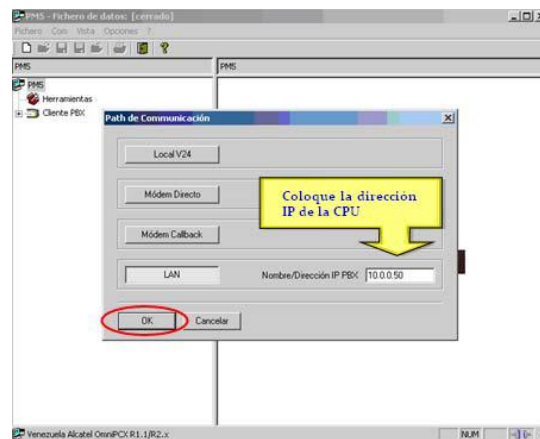 PM5 - Fichero de datos: [cerrado]
Fichero Com Vista Opciones ?
PM5
PM5
PM5
Herramientas
Cliente PBX
Path de Communicación
Local V24
Módem Directo
Coloque la dirección
IP de la CPU
Módem Callback
LAN
Nombre/Dirección IP PBX
10.0.0.50
OK
Cancelar
Venezuela Alcatel OmniPCX R1.1/R2.x
NUM